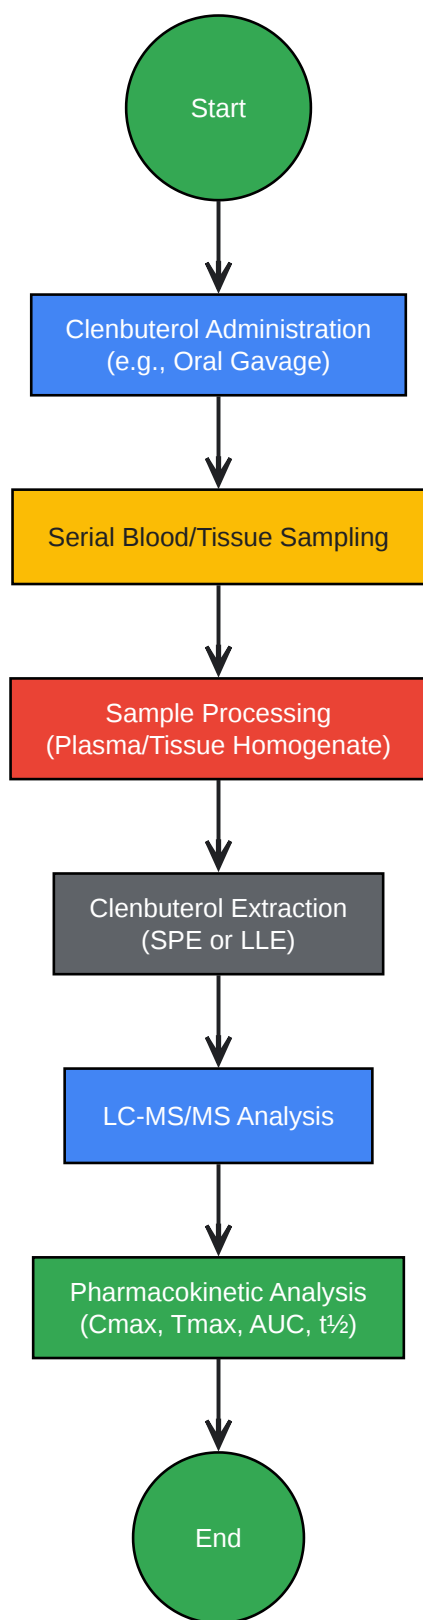 Start
Clenbuterol Administration
(e.g., Oral Gavage)
Serial Blood/Tissue Sampling
Sample Processing
(Plasma/Tissue Homogenate)
Clenbuterol Extraction
(SPE or LLE)
LC-MS/MS Analysis
Pharmacokinetic Analysis
(Cmax, Tmax, AUC, t½)
End